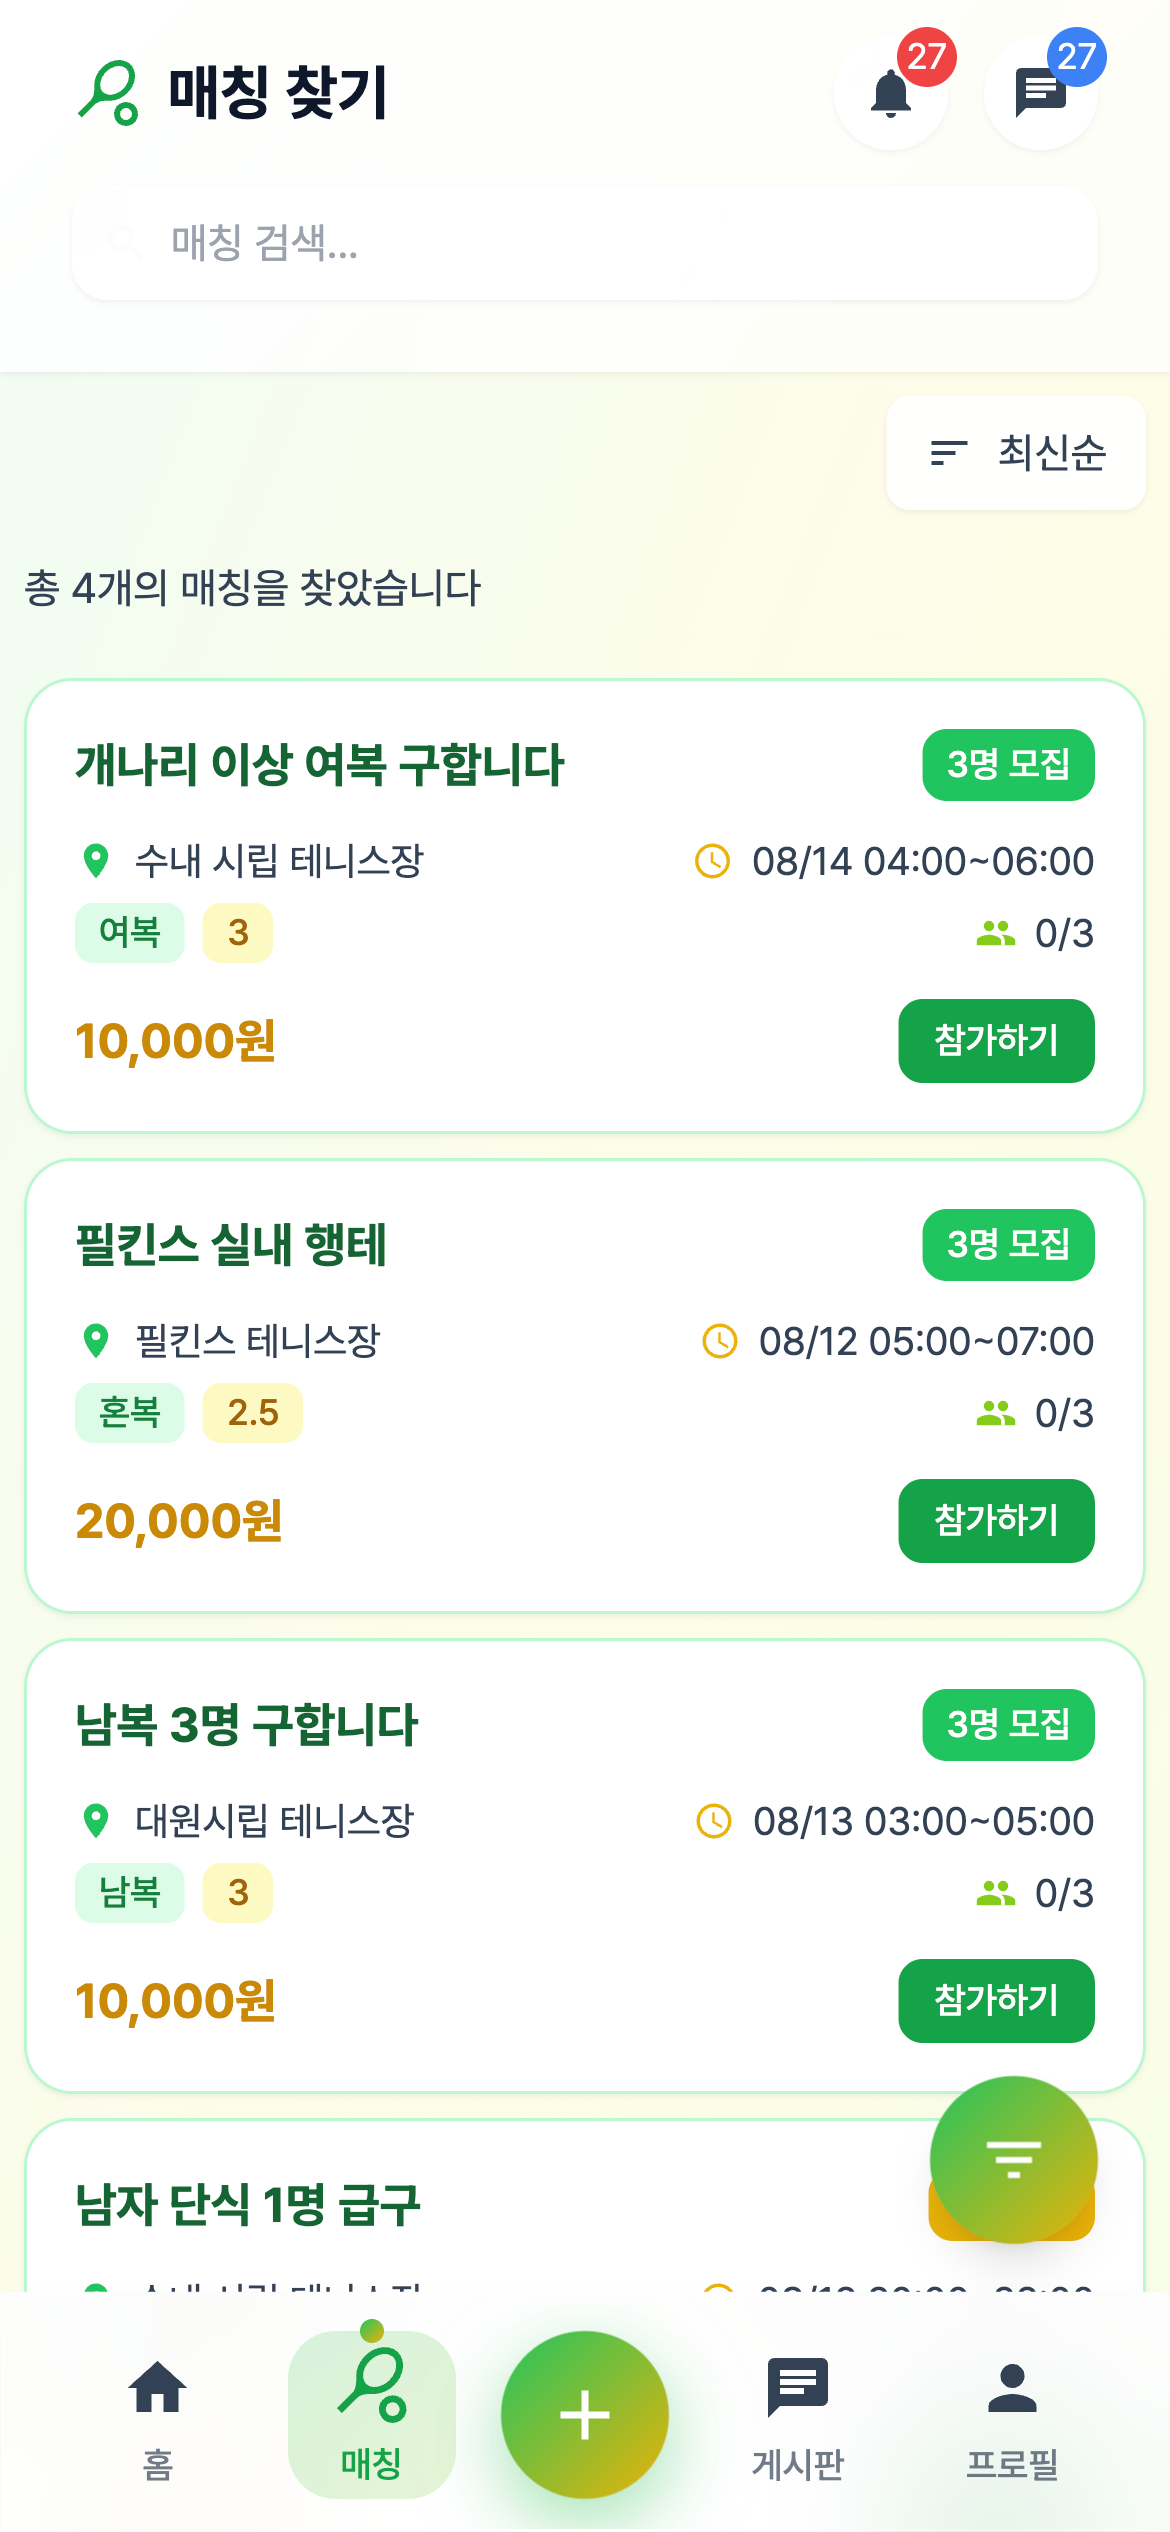 매칭 찾기
27
27
매칭 검색...
최신순
총 4개의 매칭을 찾았습니다
개나리 이상 여복 구합니다
3명 모집
수내 시립 테니스장
08/14 04:00~06:00
여복
3
0/3
10,000원
참가하기
필킨스 실내 행테
3명 모집
필킨스 테니스장
08/12 05:00~07:00
혼복
2.5
0/3
20,000원
참가하기
남복 3명 구합니다
3명 모집
대원시립 테니스장
08/13 03:00~05:00
남복
3
0/3
10,000원
참가하기
남자 단식 1명 급구
홈
매칭
게시판
프로필